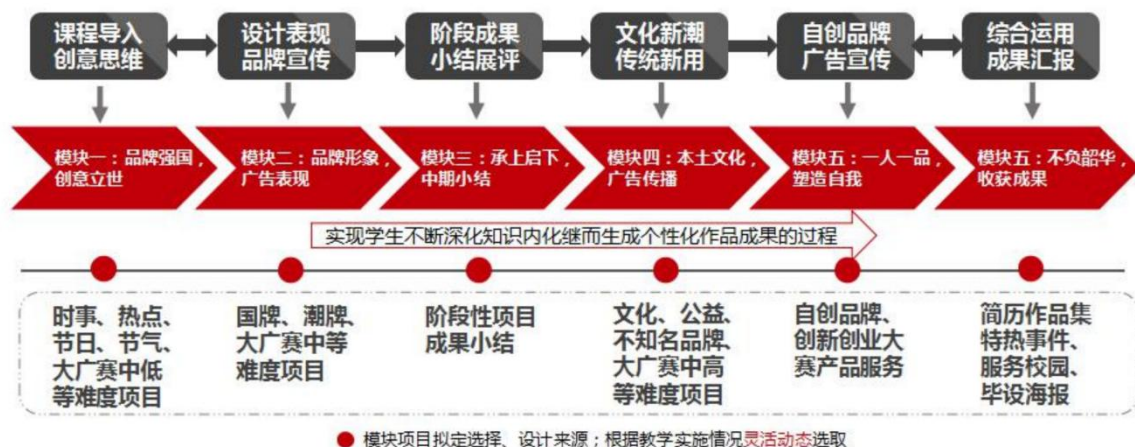 课程导入
创意思维
设计表现
品牌宣传
阶段成果
小结展评
文化新潮
传统新用
自创品牌
广告宣传
综合运用
成果汇报
模块一：品牌强国，
创意立世
模块二：品牌形象，
广告表现
模块三：承上启下，
中期小结
模块四：本土文化，
广告传播
模块五：一人一品，
塑造自我
模块五：不负韶华，
收获成果
实现学生不断深化知识内化继而生成个性化作品成果的过程
时事、热点、
节日、节气、
大广赛中低
等难度项目
国牌、潮牌、
大广赛中等
难度项目
阶段性项目
成果小结
文化、公益、
不知名品牌、
大广赛中高
等难度项目
自创品牌、
创新创业大
赛产品服务
简历作品集
特热事件、
服务校园、
毕设海报
模块项目拟定选择、设计来源；根据教学实施情况灵活动态选取